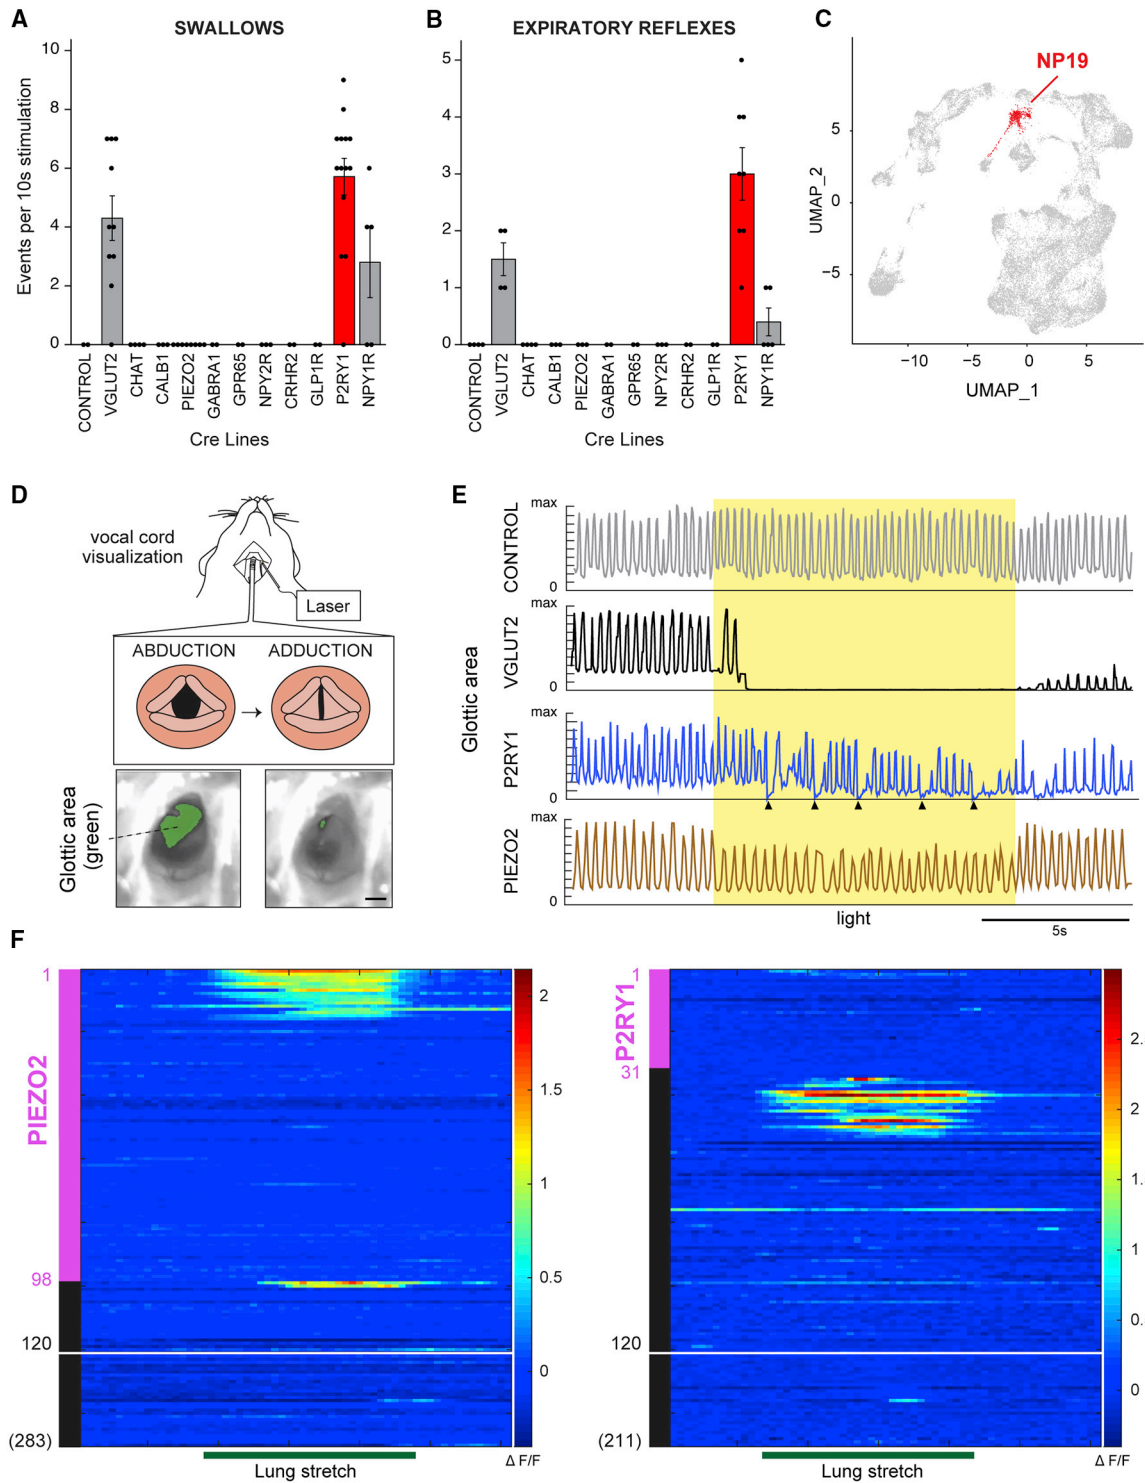 A
SWALLOWS
Events per 10s stimulation
10
8
6
4
2
0
CONTROL
VGLUT2
CHAT
CALB1
PIEZO2
GABRA1
GPR65
NPY2R
CRHR2
GLP1R
P2RY1
NPY1R
Cre Lines
B
EXPIRATORY REFLEXES
5
4
3
2
1
0
CONTROL
VGLUT2
CHAT
CALB1
PIEZO2
GABRA1
GPR65
NPY2R
CRHR2
GLP1R
P2RY1
NPY1R
Cre Lines
C
NP19
UMAP_2
5
0
−5
−10
−5
0
5
UMAP_1
D
vocal cord
visualization
Laser
ABDUCTION
ADDUCTION
Glottic area
(green)
E
Glottic area
CONTROL
max
0
VGLUT2
max
0
P2RY1
max
0
PIEZO2
max
0
light
5s
F
PIEZO2
1
98
120
(283)
2
1.5
1
0.5
0
Lung stretch
Δ F/F
P2RY1
1
31
120
(211)
2.
2
1.
1
0.
0
Lung stretch
Δ F/F